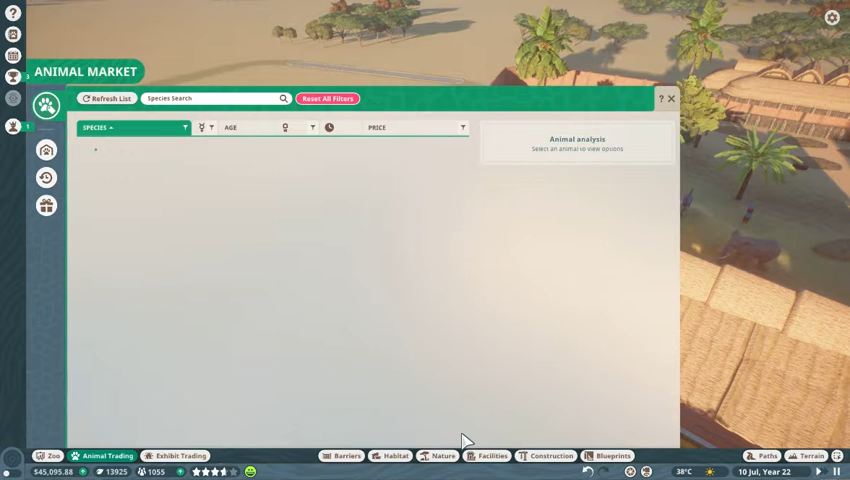 ANIMAL MARKET
Refresh List
Species Search
Reset All Filters
?
SPECIES
AGE
PRICE
Animal analysis
Select an animal to view options
1
Zoo
Animal Trading
Exhibit Trading
Barriers
Habitat
Nature
Facilities
Construction
Blueprints
Paths
Terrain
$45,095.88
13925
1055
38°C
10 Jul, Year 22